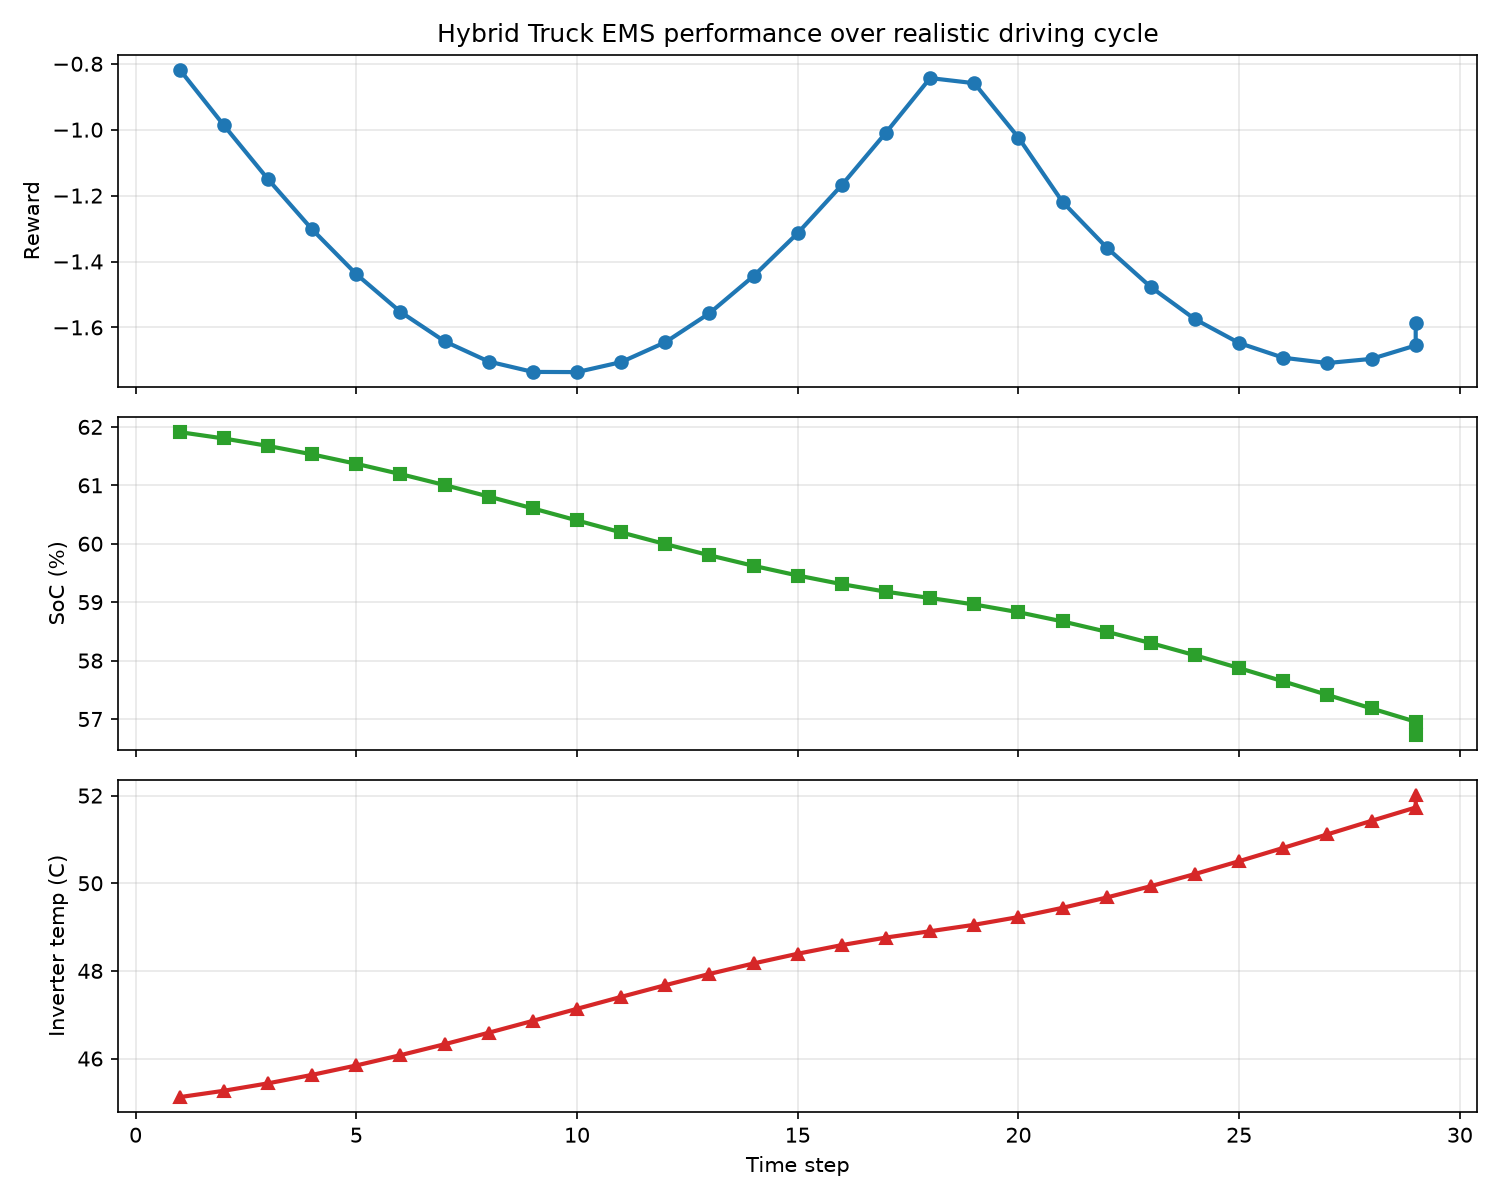 Hybrid Truck EMS performance over realistic driving cycle
−0.8
−1.0
−1.2
−1.4
−1.6
Reward
62
61
60
59
58
57
SoC (%)
52
50
48
46
Inverter temp (C)
0 5 10 15 20 25 30
Time step